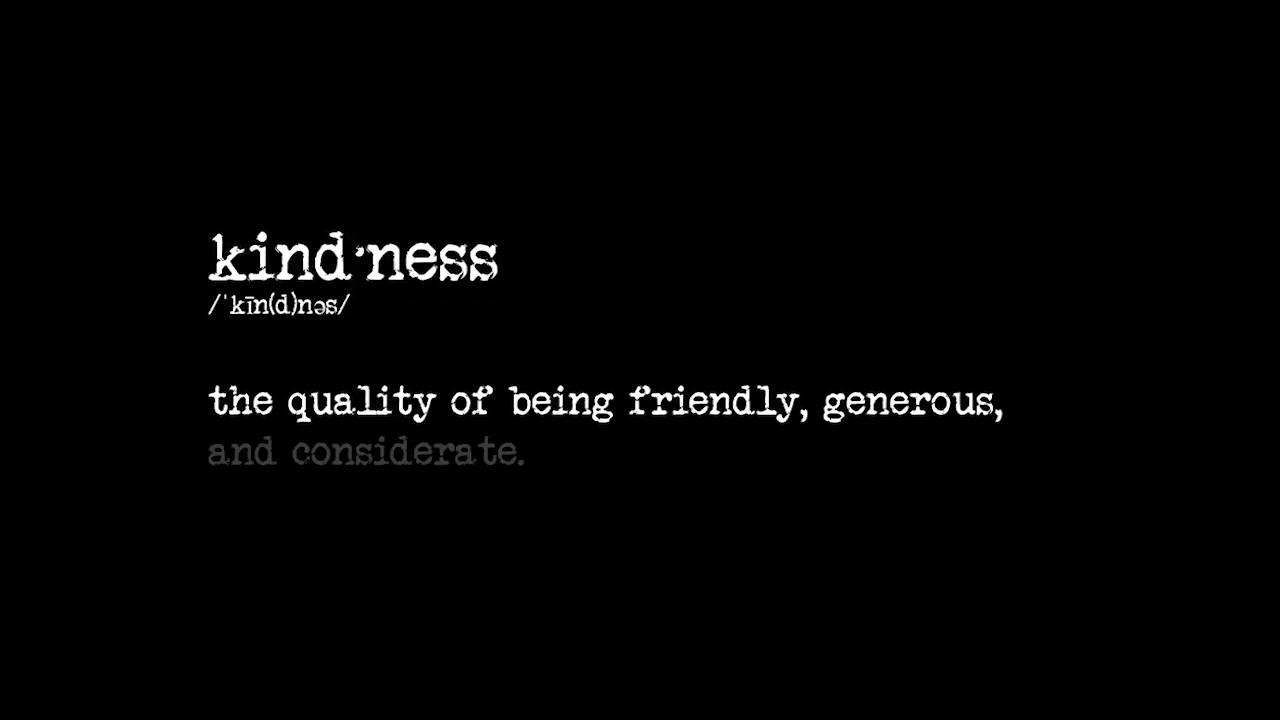 kind·ness
/ˈkīn(d)nəs/
the quality of being friendly, generous,
and considerate.